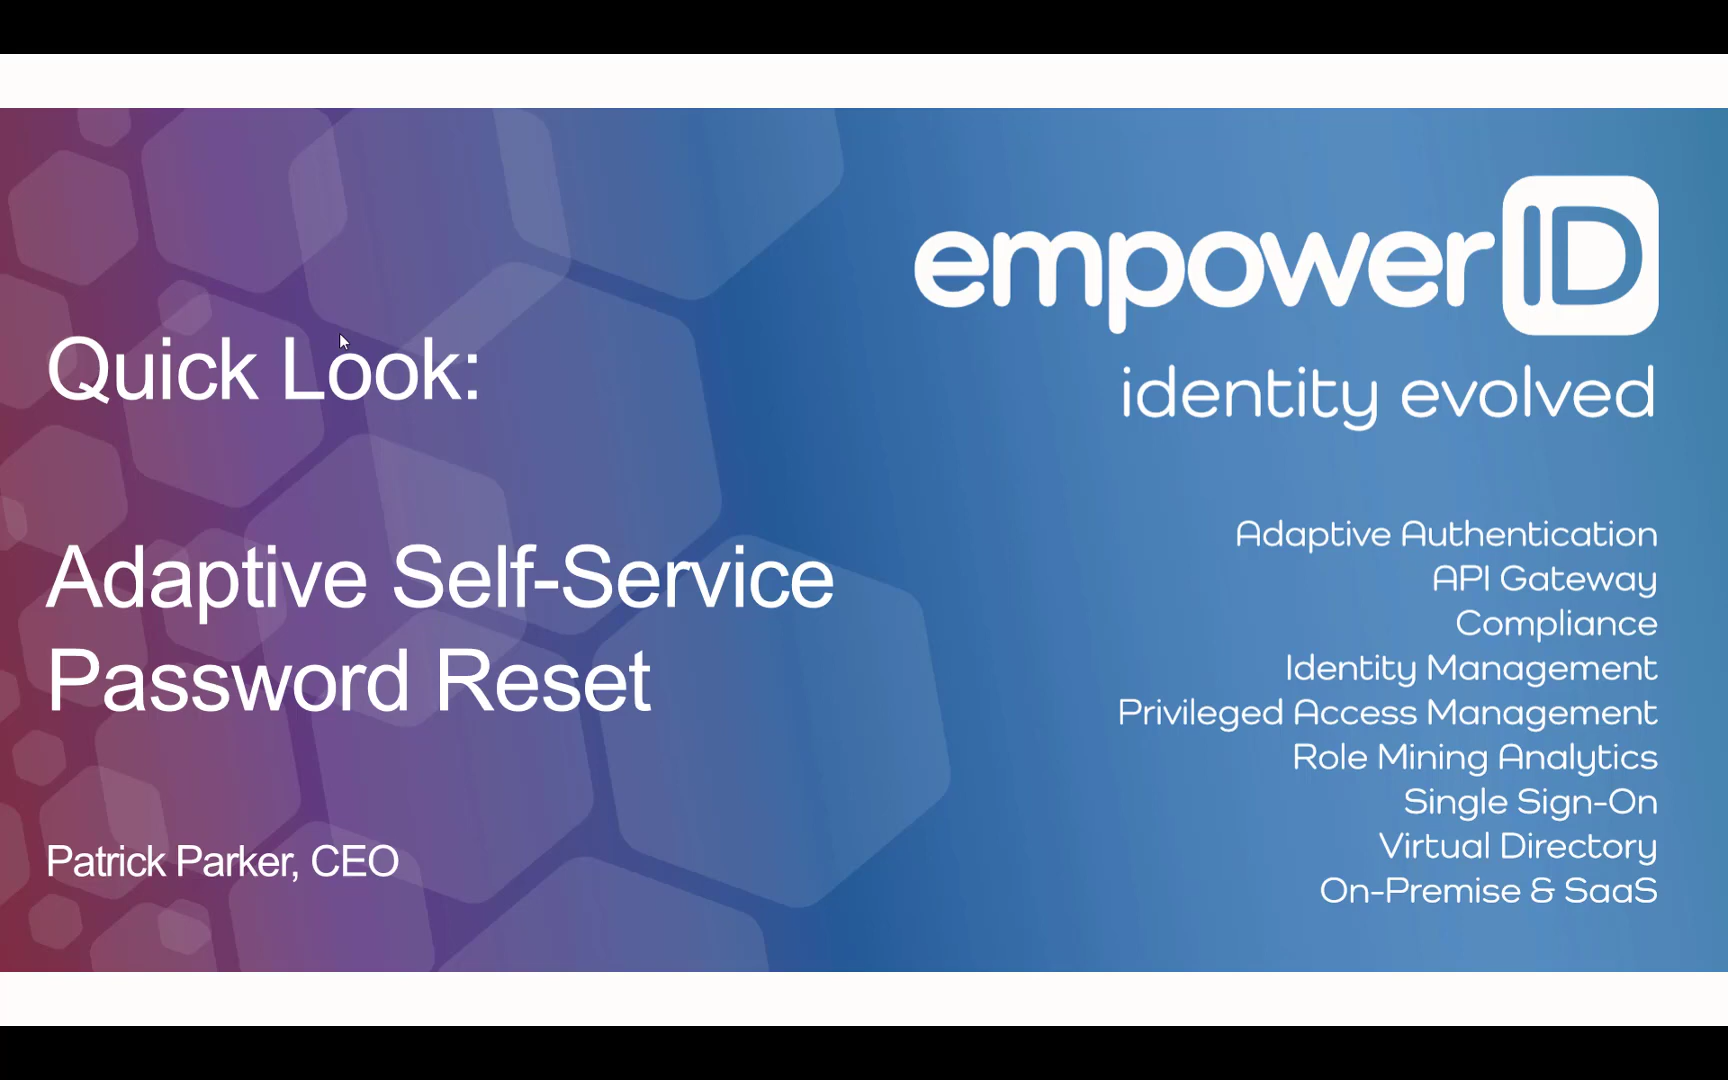 Quick Look:
Adaptive Self-Service
Password Reset
Patrick Parker, CEO
empowerID
identity evolved
Adaptive Authentication
API Gateway
Compliance
Identity Management
Privileged Access Management
Role Mining Analytics
Single Sign-On
Virtual Directory
On-Premise & SaaS